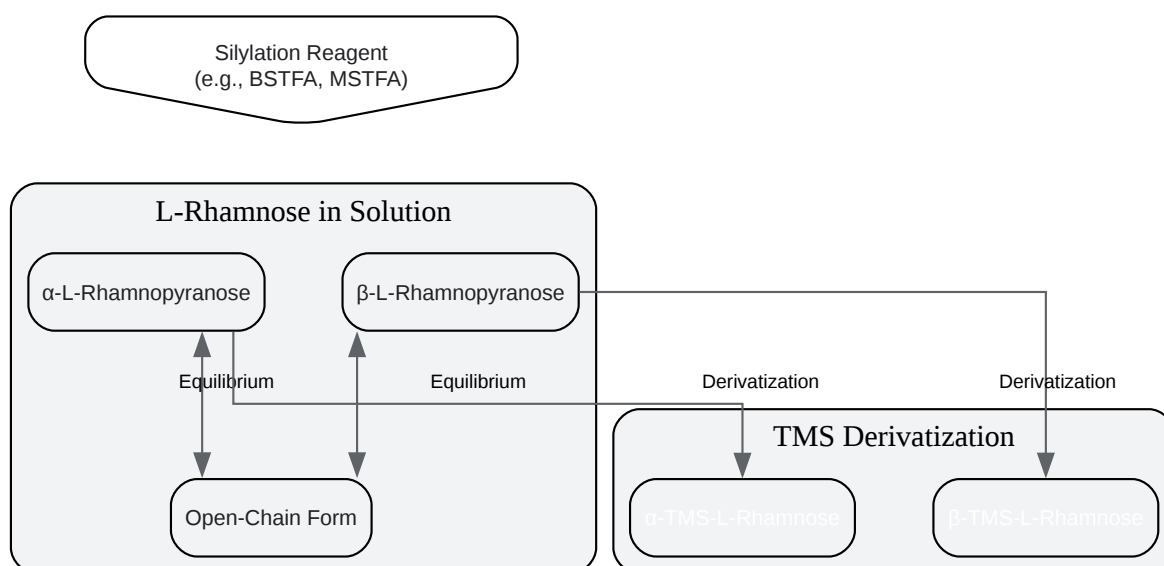 Silylation Reagent
(e.g., BSTFA, MSTFA)
L-Rhamnose in Solution
α-L-Rhamnopyranose
β-L-Rhamnopyranose
Equilibrium
Equilibrium
Derivatization
Derivatization
TMS Derivatization
Open-Chain Form
α-TMS-L-Rhamnose
β-TMS-L-Rhamnose